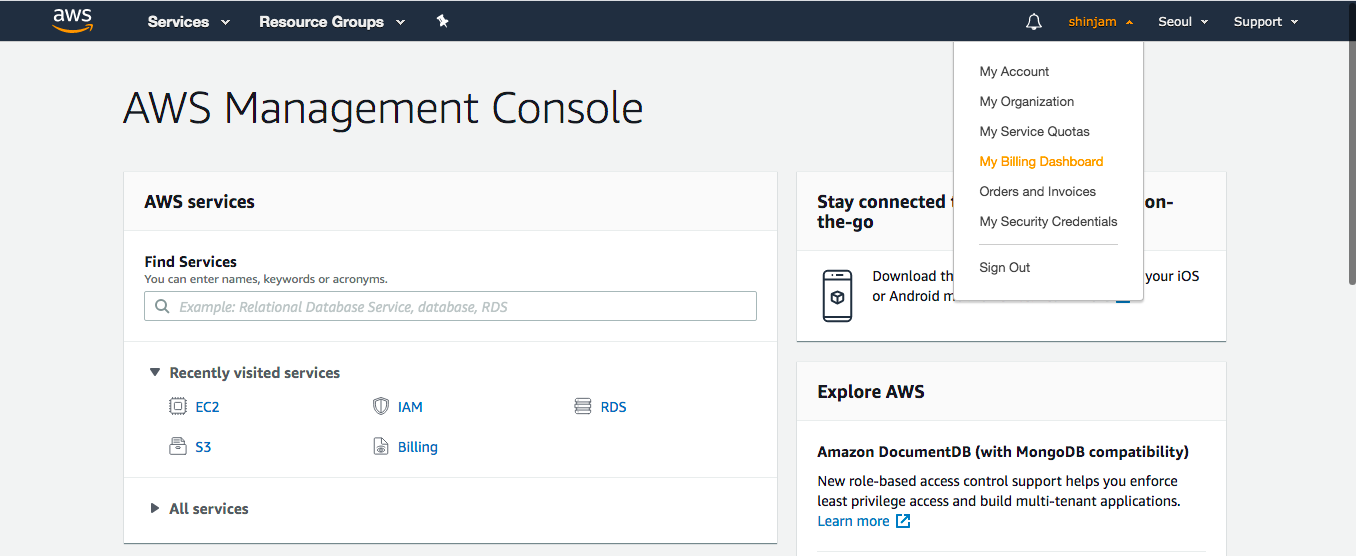 aws Services Resource Groups shinjam Seoul Support
My Account
My Organization
My Service Quotas
My Billing Dashboard
Orders and Invoices
My Security Credentials
Sign Out
AWS Management Console
AWS services
Find Services
You can enter names, keywords or acronyms.
Example: Relational Database Service, database, RDS
Recently visited services
EC2 IAM RDS
S3 Billing
All services
Stay connected on-
the-go
Download your iOS
or Android
Explore AWS
Amazon DocumentDB (with MongoDB compatibility)
New role-based access control support helps you enforce
least privilege access and build multi-tenant applications.
Learn more